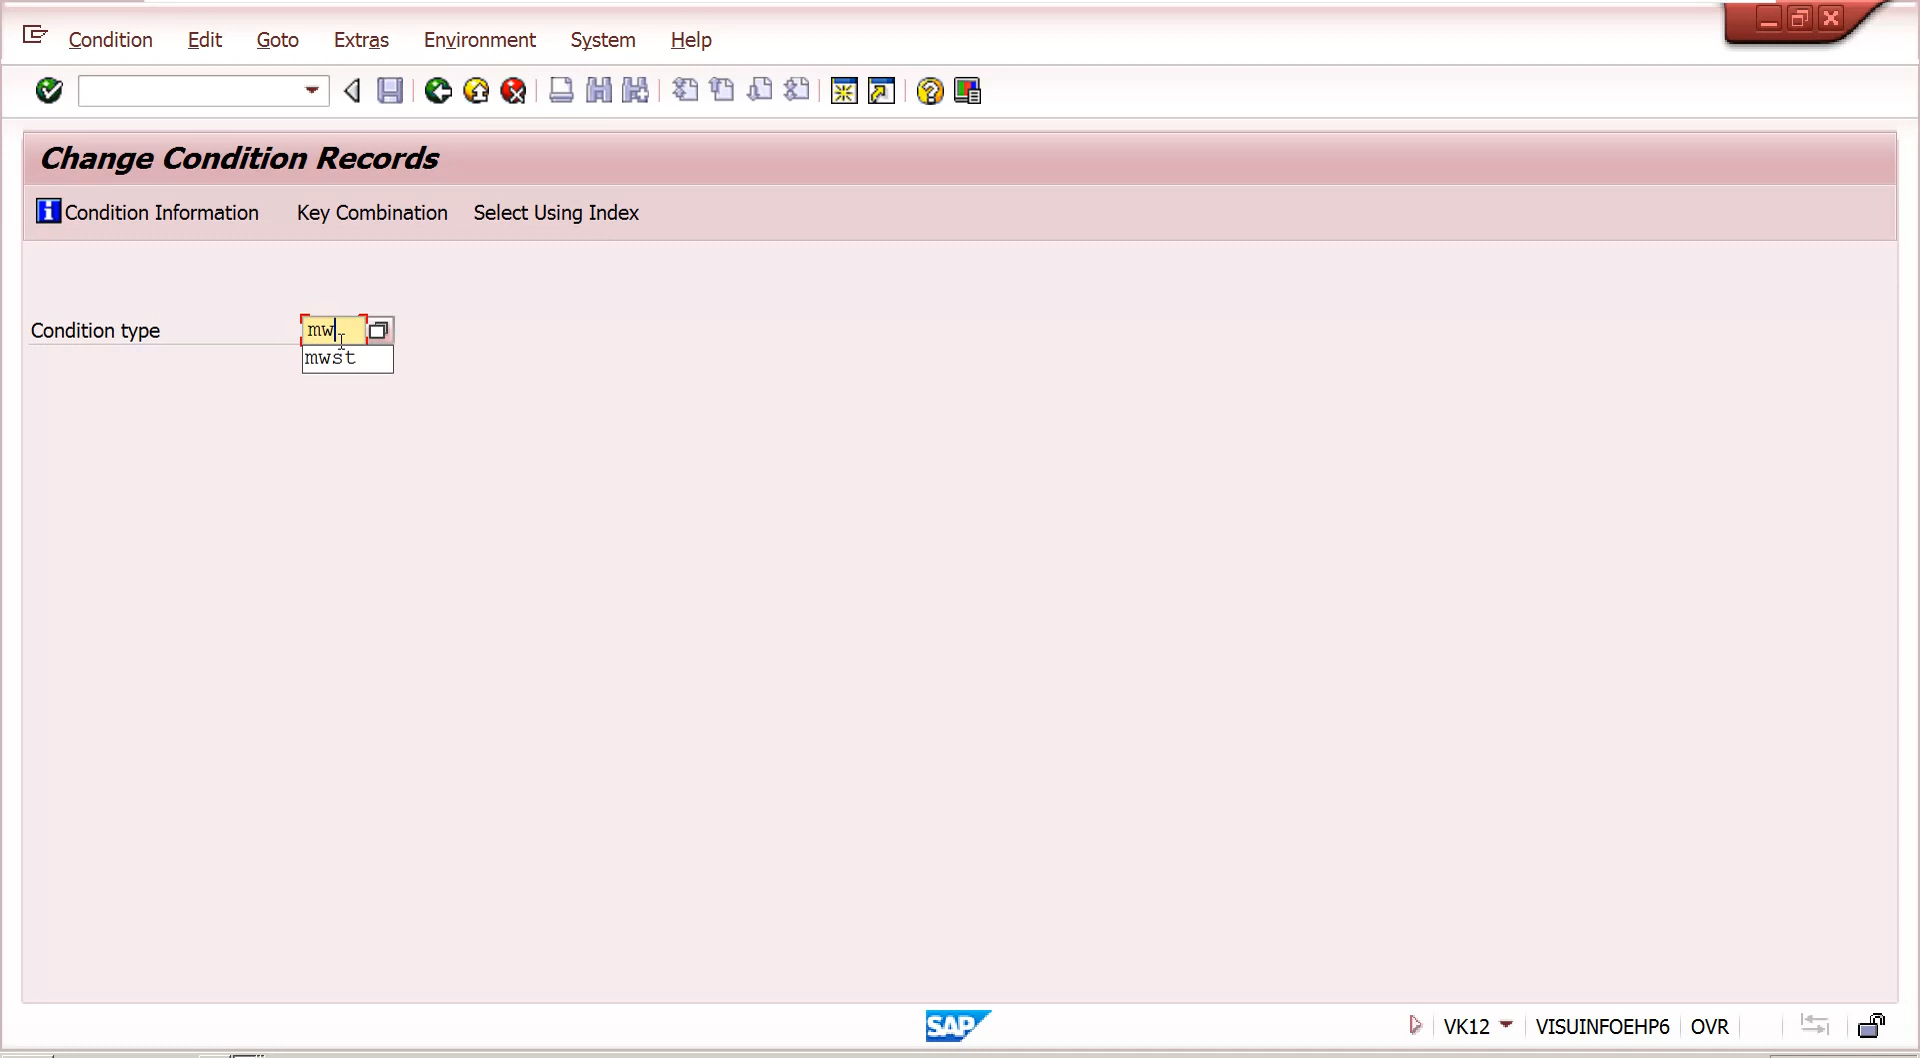 Condition Edit Goto Extras Environment System Help
Change Condition Records
Condition Information Key Combination Select Using Index
Condition type mw
mwst
SAP VK12 VISUINFOEHP6 OVR